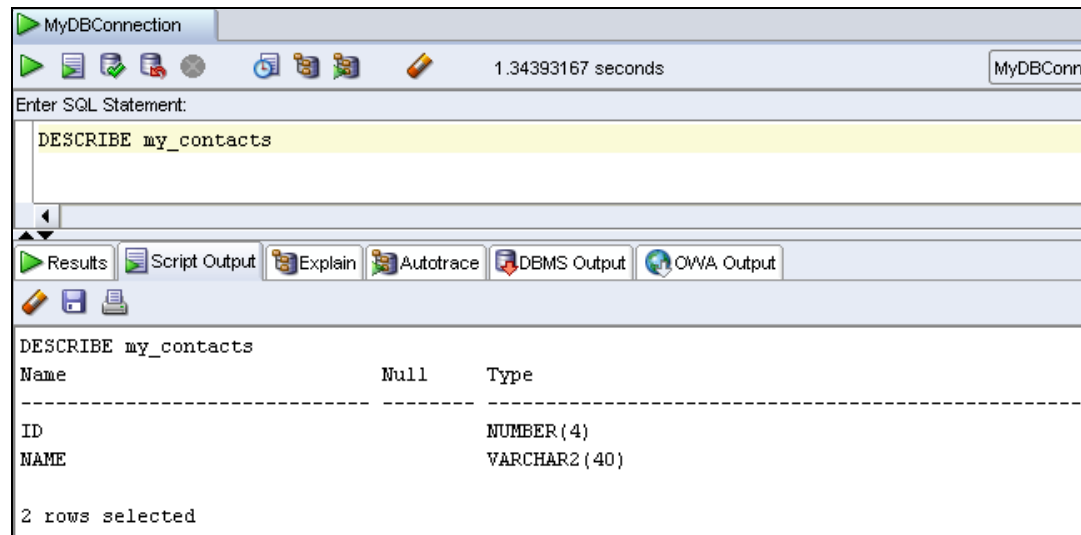 MyDBConnection
1.34393167 seconds
MyDBConn
Enter SQL Statement:
DESCRIBE my_contacts
Results Script Output Explain Autotrace DBMS Output OWA Output
DESCRIBE my_contacts
Name Null Type
------------------------------ -------- ---------------------------------------------------
ID NUMBER(4)
NAME VARCHAR2(40)
2 rows selected